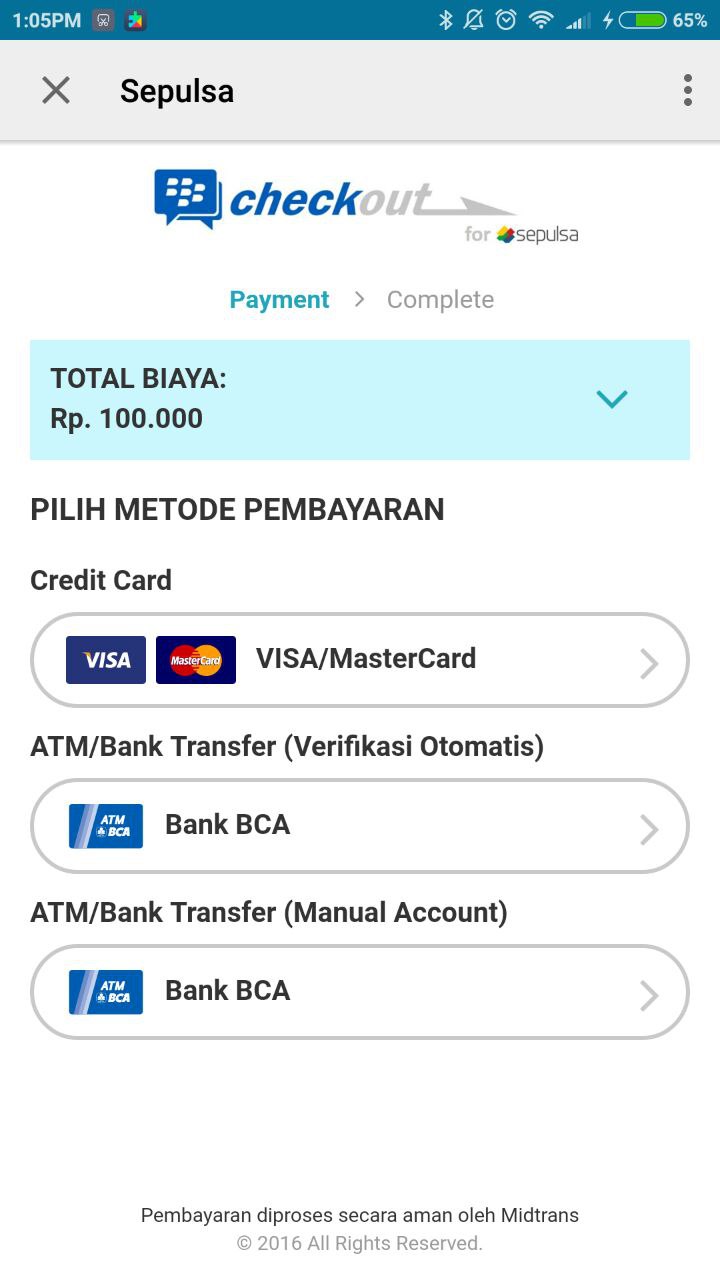 1:05PM
65%
Sepulsa
checkout
for sepulsa
Payment > Complete
TOTAL BIAYA:
Rp. 100.000
PILIH METODE PEMBAYARAN
Credit Card
VISA MasterCard VISA/MasterCard
ATM/Bank Transfer (Verifikasi Otomatis)
ATM
BCA
Bank BCA
ATM/Bank Transfer (Manual Account)
ATM
BCA
Bank BCA
Pembayaran diproses secara aman oleh Midtrans
© 2016 All Rights Reserved.